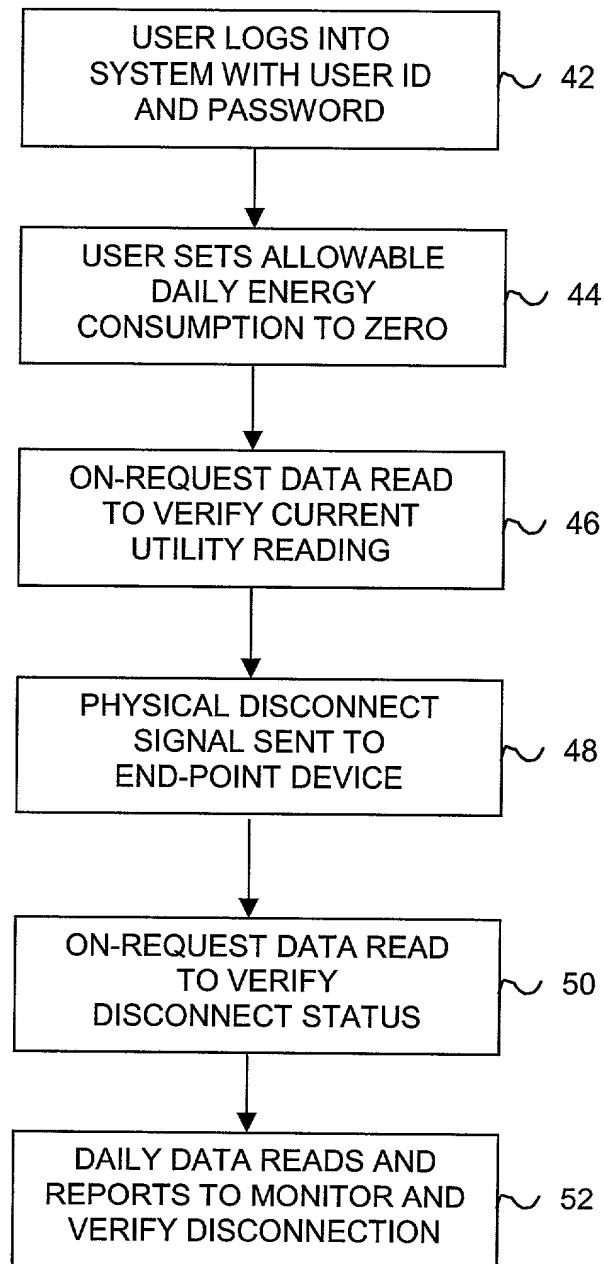 USER LOGS INTO
SYSTEM WITH USER ID
AND PASSWORD
42
USER SETS ALLOWABLE
DAILY ENERGY
CONSUMPTION TO ZERO
44
ON-REQUEST DATA READ
TO VERIFY CURRENT
UTILITY READING
46
PHYSICAL DISCONNECT
SIGNAL SENT TO
END-POINT DEVICE
48
ON-REQUEST DATA READ
TO VERIFY
DISCONNECT STATUS
50
DAILY DATA READS AND
REPORTS TO MONITOR AND
VERIFY DISCONNECTION
52